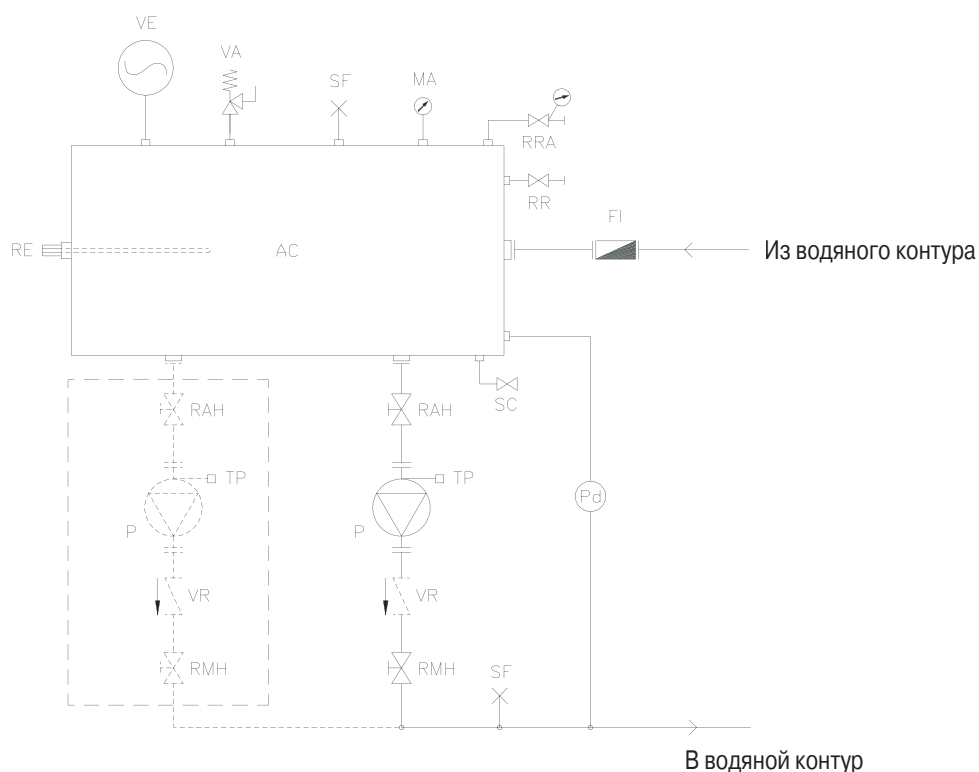 VE
VA
SF
MA
RRA
RR
FI
RE
AC
Из водяного контура
SC
RAH
RAH
TP
TP
Pd
P
P
VR
VR
RMH
RMH
SF
В водяной контур